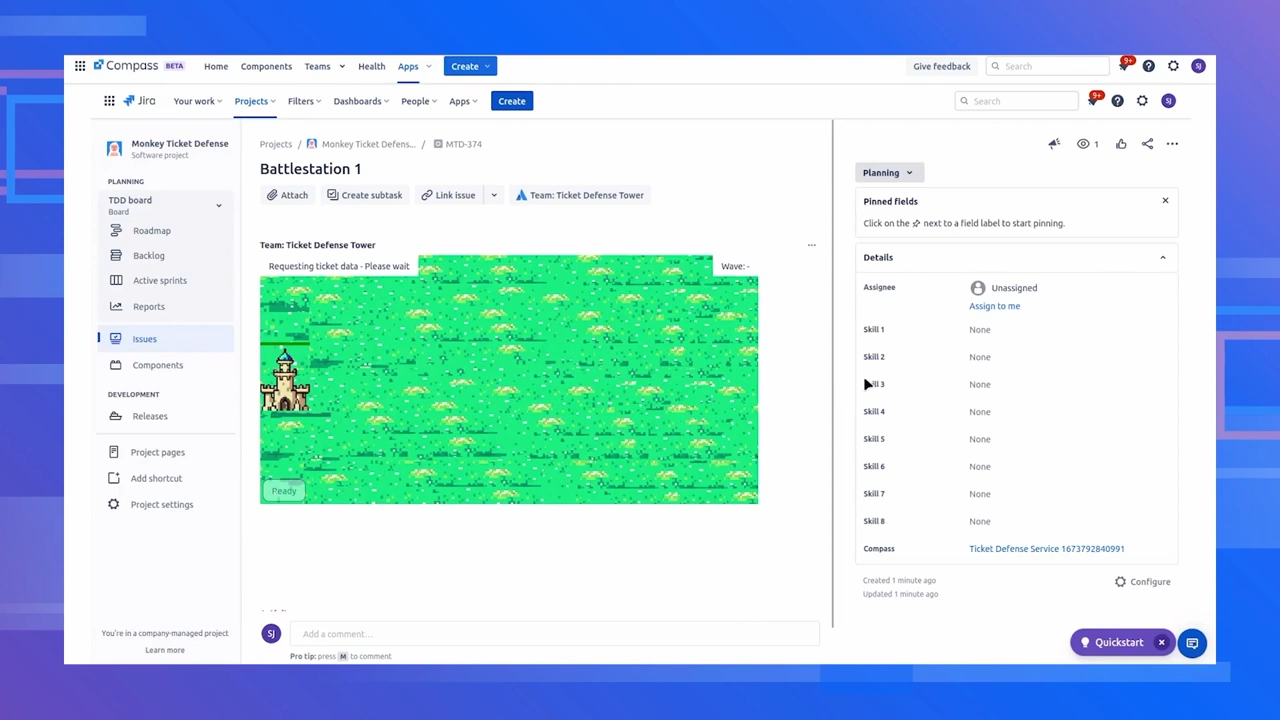 Compass BETA Home Components Teams Health Apps Create Give feedback Search 9+ SJ
Jira Your work Projects Filters Dashboards People Apps Create Search 9+ SJ
Monkey Ticket Defense
Software project
PLANNING
TDD board
Board
Roadmap
Backlog
Active sprints
Reports
Issues
Components
DEVELOPMENT
Releases
Project pages
Add shortcut
Project settings
You're in a company-managed project
Learn more
Projects / Monkey Ticket Defens... / MTD-374
Battlestation 1
Attach Create subtask Link issue Team: Ticket Defense Tower
Team: Ticket Defense Tower
Requesting ticket data - Please wait Wave: -
Ready
SJ Add a comment...
Pro tip: press M to comment
1
Planning
Pinned fields
Click on the next to a field label to start pinning.
Details
Assignee Unassigned
Assign to me
Skill 1 None
Skill 2 None
3 None
Skill 4 None
Skill 5 None
Skill 6 None
Skill 7 None
Skill 8 None
Compass Ticket Defense Service 1673792840991
Created 1 minute ago
Updated 1 minute ago
Configure
Quickstart